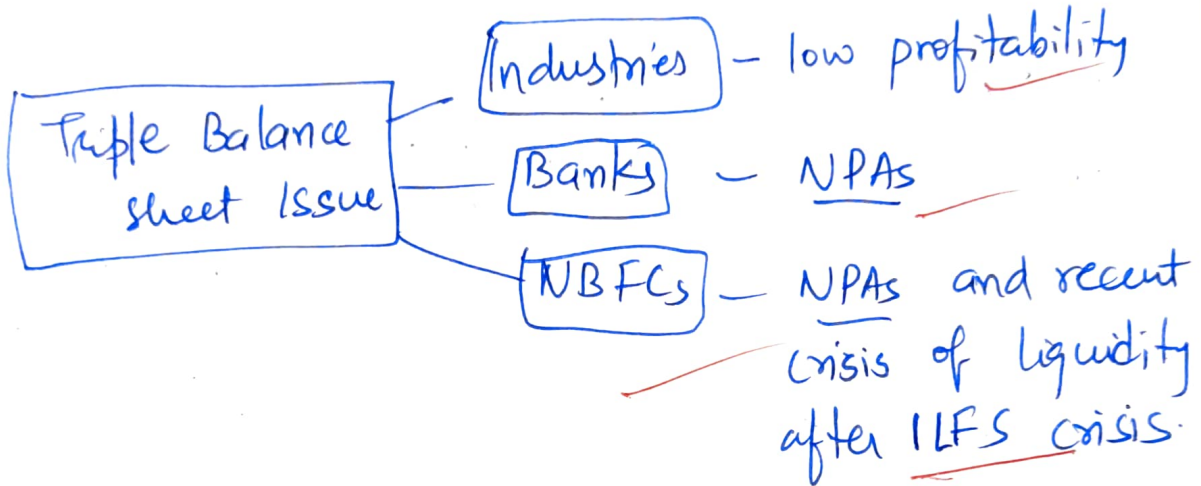 Triple Balance
sheet Issue
Industries - low profitability
Banks - NPAs
NBFCs - NPAs and recent
crisis of liquidity
after ILFS crisis.